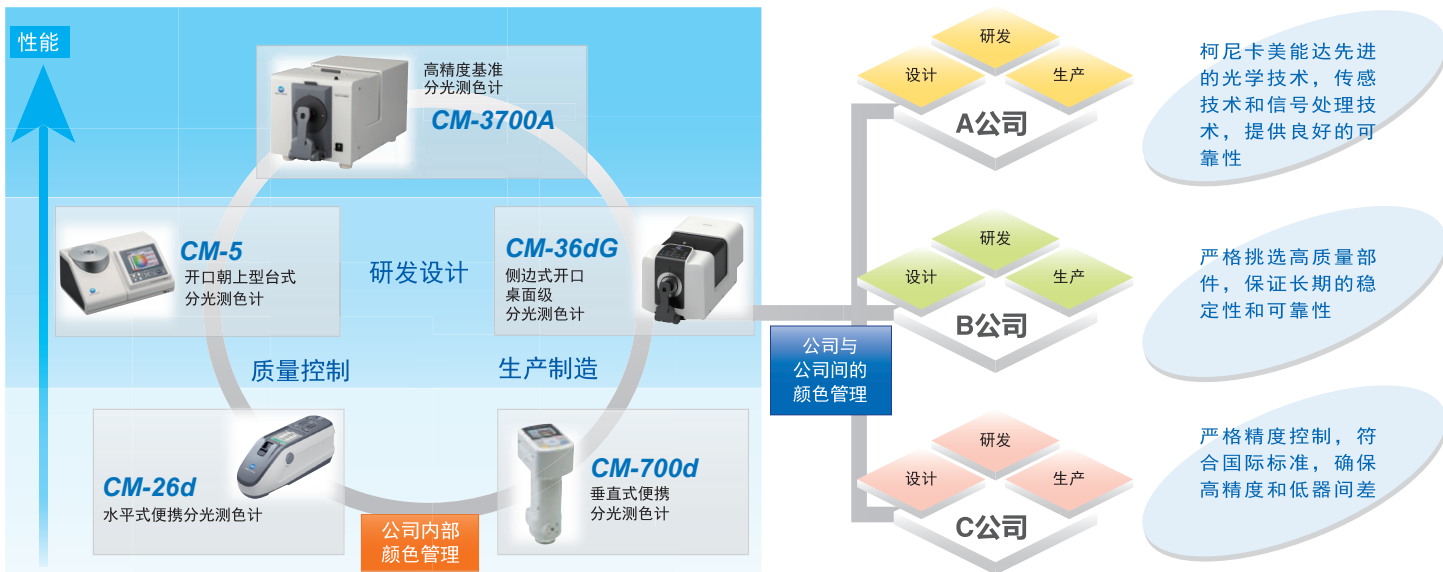 性能
高精度基准
分光测色计
CM-3700A
CM-5
开口朝上型台式
分光测色计
研发设计
CM-36dG
侧边式开口
桌面级
分光测色计
质量控制
生产制造
CM-26d
水平式便携分光测色计
CM-700d
垂直式便携
分光测色计
公司内部
颜色管理
公司与
公司间的
颜色管理
研发
设计
生产
A公司
研发
设计
生产
B公司
研发
设计
生产
C公司
柯尼卡美能达先进
的光学技术，传感
技术和信号处理技
术，提供良好的可
靠性
严格挑选高质量部
件，保证长期的稳
定性和可靠性
严格精度控制，符
合国际标准，确保
高精度和低器间差